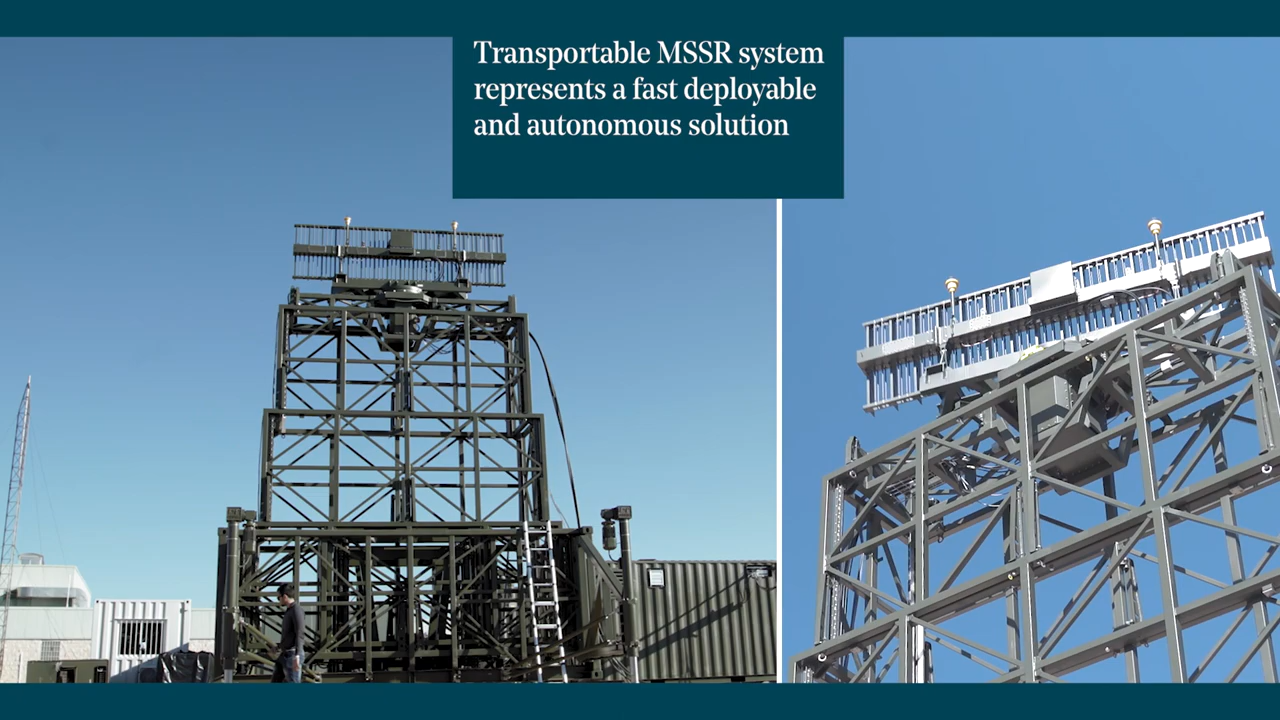 Transportable MSSR system
represents a fast deployable
and autonomous solution